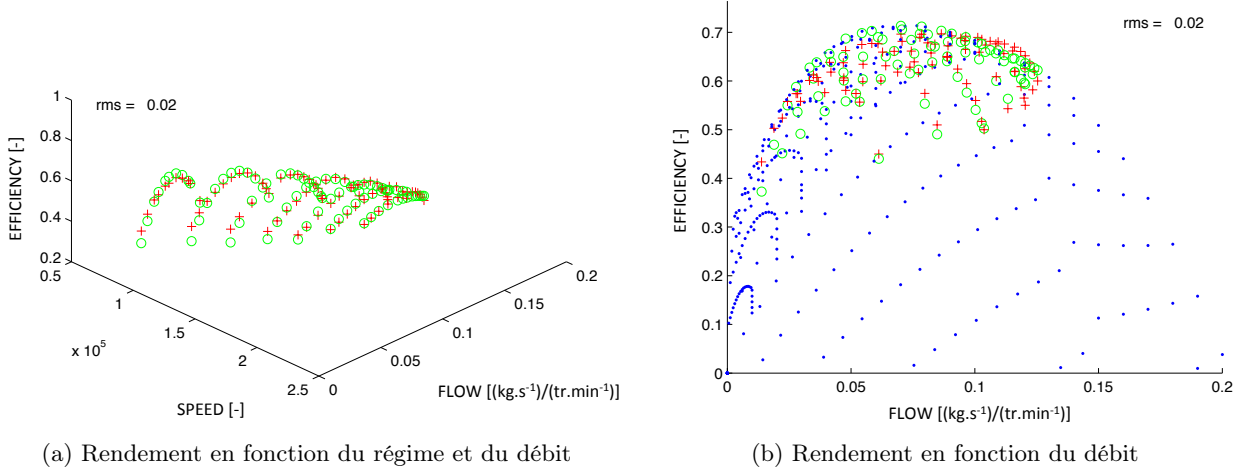 rms = 0.02
EFFICIENCY [-]
1
0.8
0.6
0.4
0.2
0.5
1
1.5
2
2.5
x 10⁵
SPEED [-]
0
0.05
0.1
0.15
0.2
FLOW [(kg.s⁻¹)/(tr.min⁻¹)]
(a) Rendement en fonction du régime et du débit
rms = 0.02
EFFICIENCY [-]
0.7
0.6
0.5
0.4
0.3
0.2
0.1
0
0
0.05
0.1
0.15
0.2
FLOW [(kg.s⁻¹)/(tr.min⁻¹)]
(b) Rendement en fonction du débit